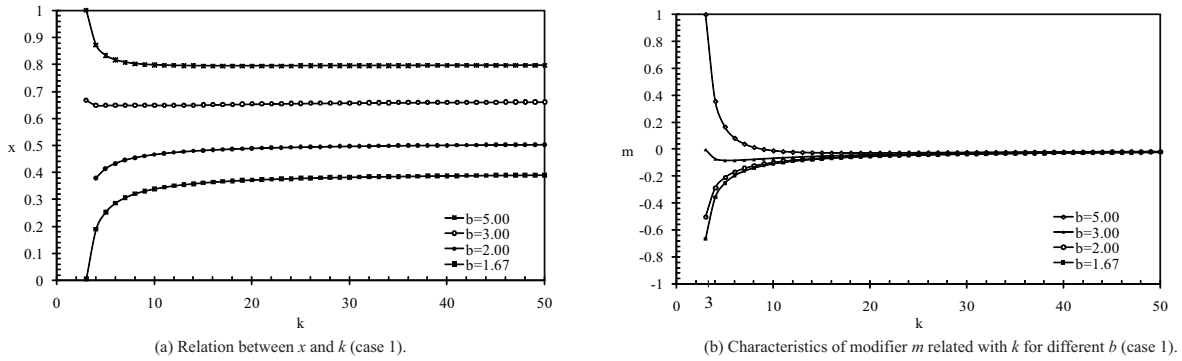 1
0.9
0.8
0.7
0.6
x 0.5
0.4
0.3
0.2
0.1
0
b=5.00
b=3.00
b=2.00
b=1.67
0 10 20 30 40 50
k
(a) Relation between x and k (case 1).
1
0.8
0.6
0.4
0.2
m 0
-0.2
-0.4
-0.6
-0.8
-1
b=5.00
b=3.00
b=2.00
b=1.67
0 3 10 20 30 40 50
k
(b) Characteristics of modifier m related with k for different b (case 1).